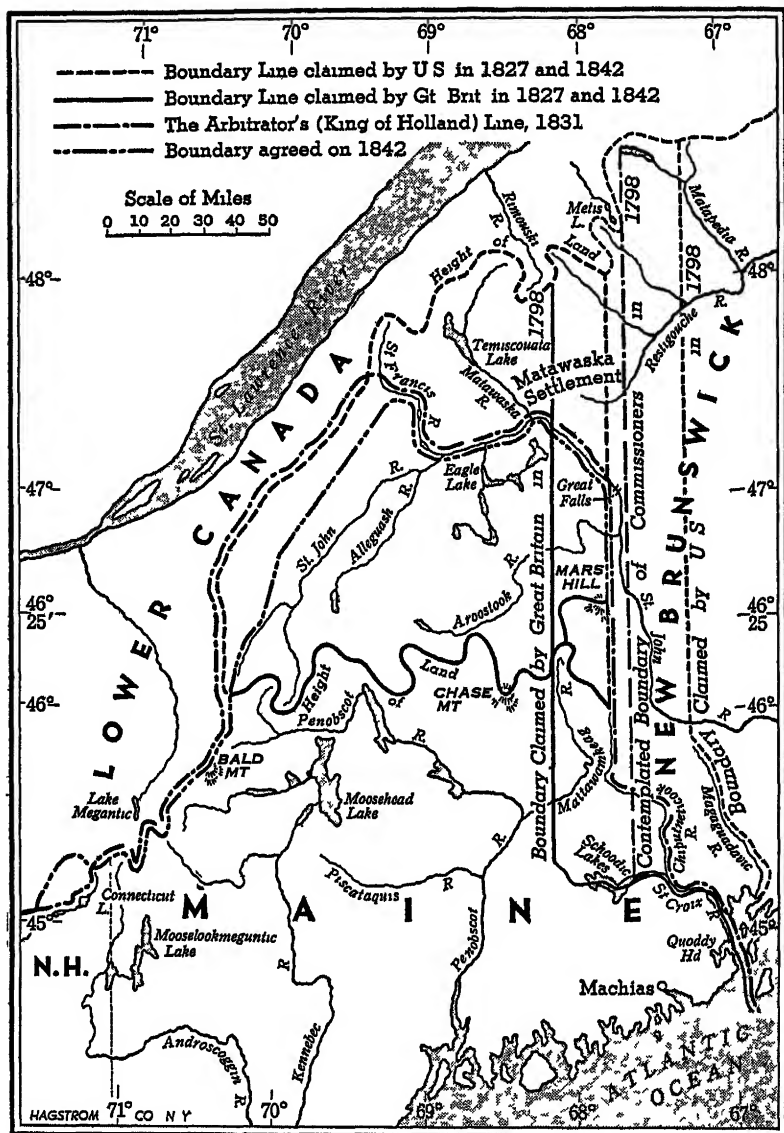 71° 70° 69° 68° 67°
Boundary Line claimed by U S in 1827 and 1842
Boundary Line claimed by Gt Brit in 1827 and 1842
The Arbitrator's (King of Holland) Line, 1831
Boundary agreed on 1842
Scale of Miles
0 10 20 30 40 50
Rimouski
R.
Metis
L.
1798
Matapedia R.
1798
48°
48°
Height of Land
St Lawrence River
1798
R.
Restigouche
St Francis
R.
Temiscouata
Lake
Matawaska
R.
Matawaska
Settlement
LOWER CANADA
NEW BRUNSWICK
47°
47°
Eagle
Lake
Great
Falls
St. John
R.
Alleguash
R.
MARS
HILL
Aroostook
R.
46°
25'
46°
25
Boundary Claimed by Great Britain in
Contemplated Boundary of Commissioners in
Boundary Claimed by US in
St. John
R
46°
46°
Height of Land
CHASE
MT
Penobscot
R.
BALD
MT
Moosehead
Lake
R.
Lake
Megantic
Schoodic
Lakes
Chiputneticook
R.
Magaguadavic
R.
Connecticut
L.
Piscataquis
R
St Croix
R
45°
45°
MAINE
Mooselookmeguntic
Lake
N.H.
R
Penobscot
Quoddy
Hd
Machias
Androscoggin
R.
Kennebec
ATLANTIC
OCEAN
HAGSTROM CO N Y
71° 70° 69° 68° 67°